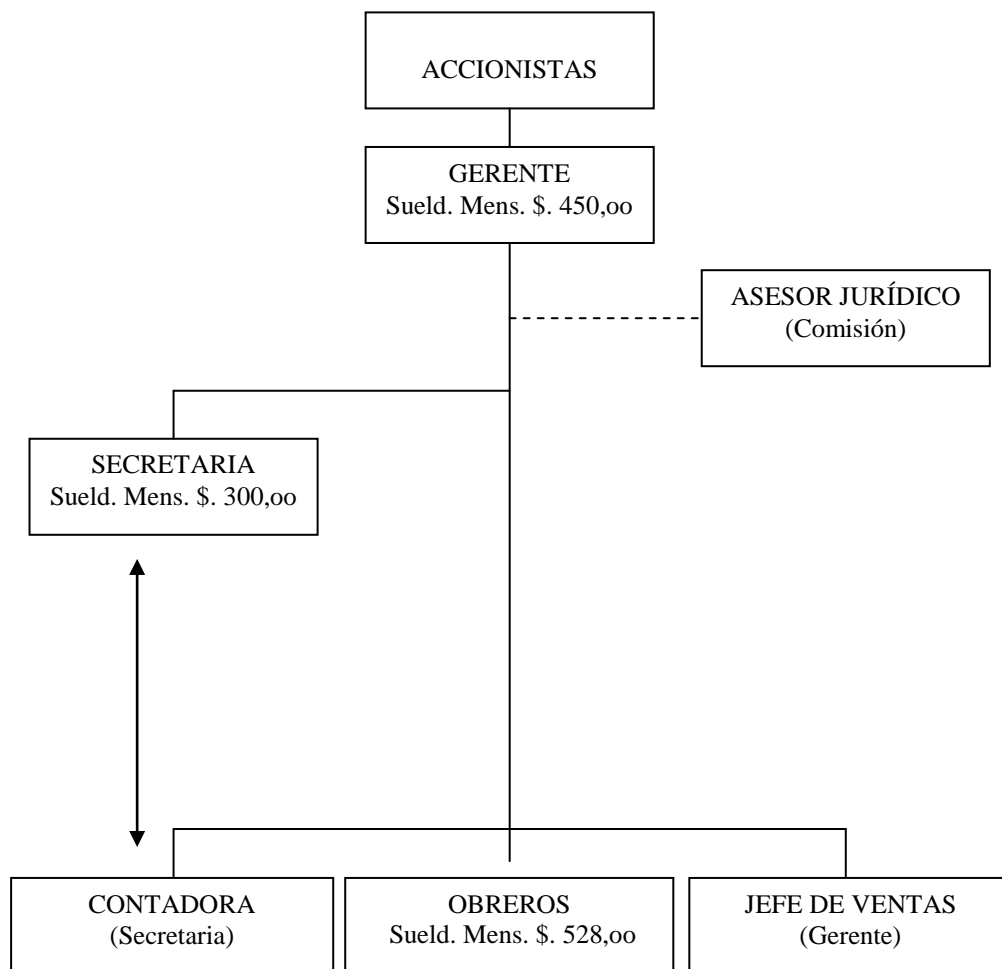 ACCIONISTAS
GERENTE
Sueld. Mens. $. 450,oo
ASESOR JURÍDICO
(Comisión)
SECRETARIA
Sueld. Mens. $. 300,oo
CONTADORA
(Secretaria)
OBREROS
Sueld. Mens. $. 528,oo
JEFE DE VENTAS
(Gerente)